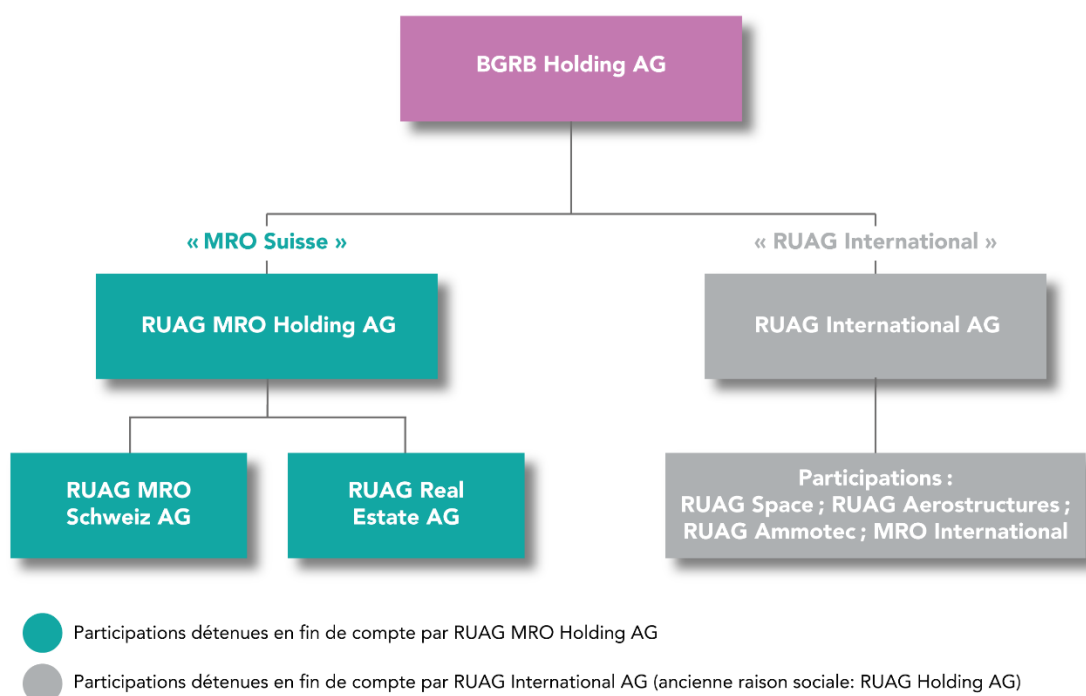 BGRB Holding AG
« MRO Suisse »
« RUAG International »
RUAG MRO Holding AG
RUAG International AG
RUAG MRO
Schweiz AG
RUAG Real
Estate AG
Participations :
RUAG Space ; RUAG Aerostructures ;
RUAG Ammotec ; MRO International
Participations détenues en fin de compte par RUAG MRO Holding AG
Participations détenues en fin de compte par RUAG International AG (ancienne raison sociale: RUAG Holding AG)